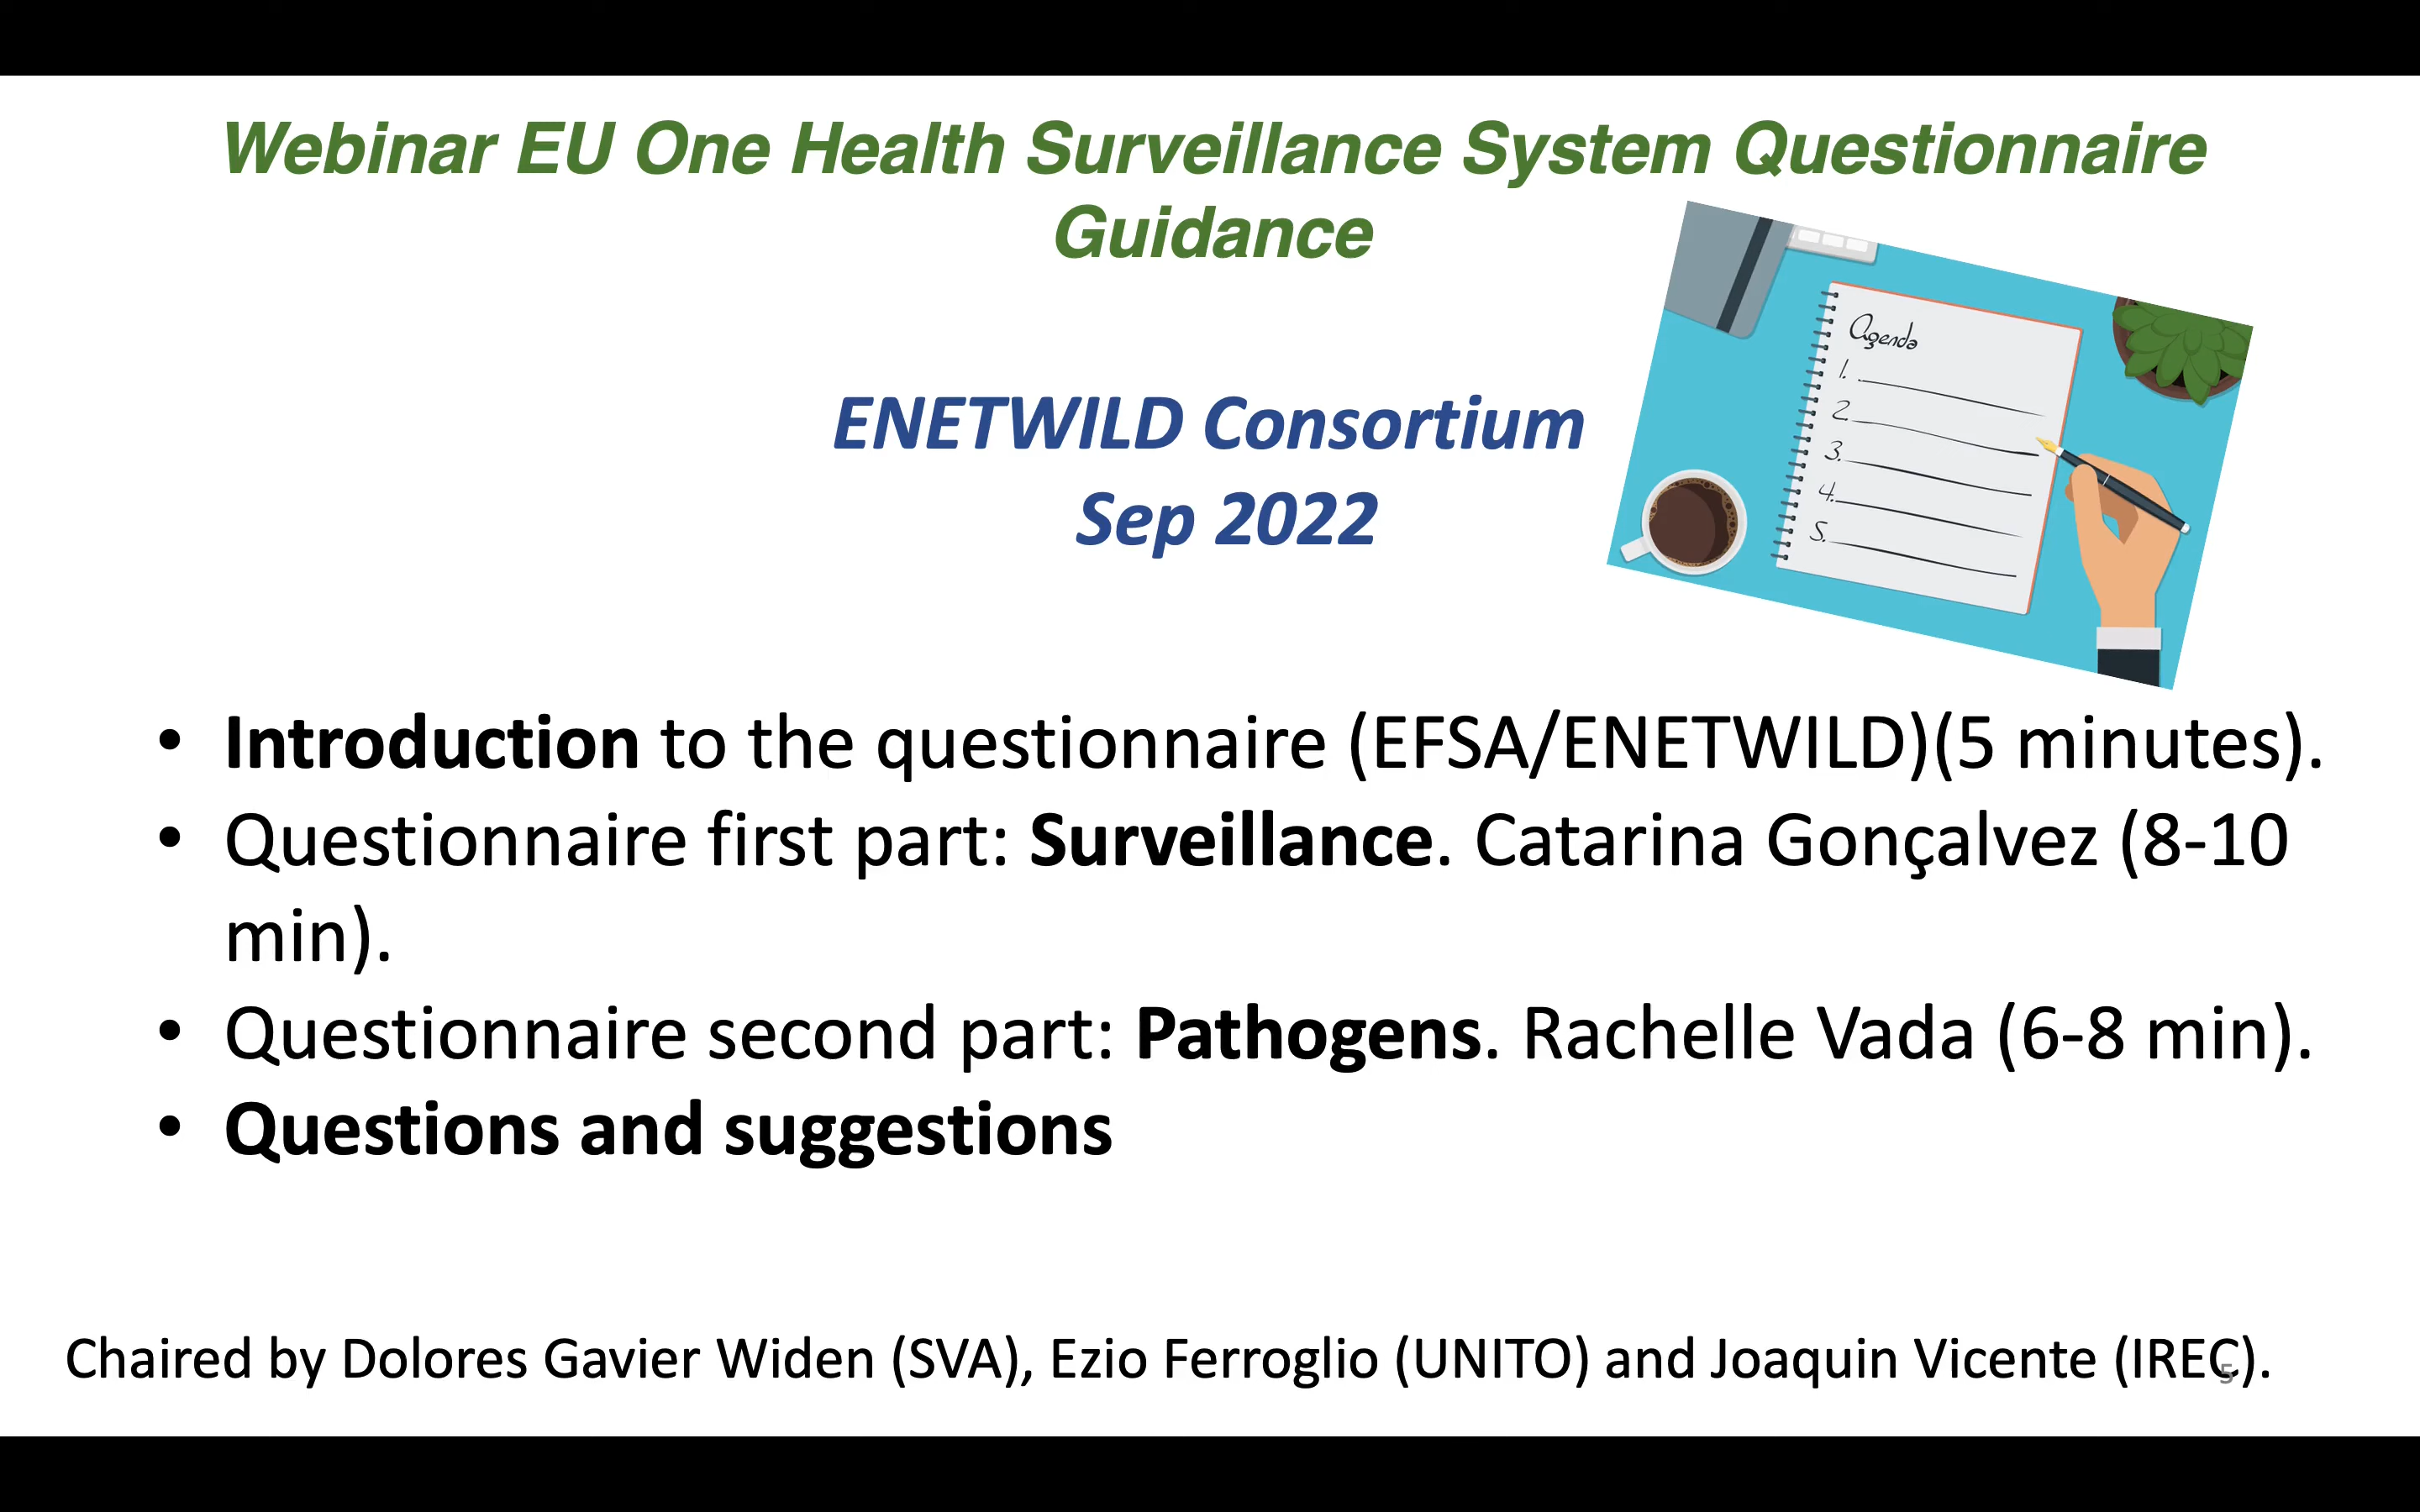 Webinar EU One Health Surveillance System Questionnaire
Guidance
ENETWILD Consortium
Sep 2022
Agenda
1.
2.
3.
4.
5.
• Introduction to the questionnaire (EFSA/ENETWILD)(5 minutes).
• Questionnaire first part: Surveillance. Catarina Gonçalvez (8-10
min).
• Questionnaire second part: Pathogens. Rachelle Vada (6-8 min).
• Questions and suggestions
Chaired by Dolores Gavier Widen (SVA), Ezio Ferroglio (UNITO) and Joaquin Vicente (IREC).
5